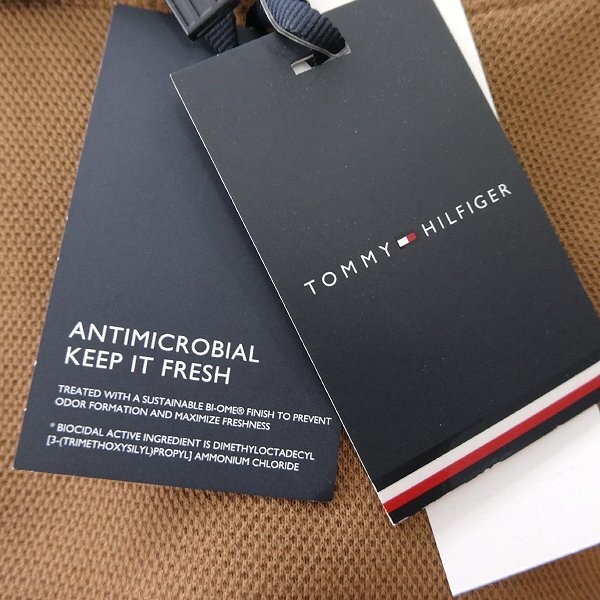 ANTIMICROBIAL
KEEP IT FRESH
TREATED WITH A SUSTAINABLE BI-OME® FINISH TO PREVENT
ODOR FORMATION AND MAXIMIZE FRESHNESS
* BIOCIDAL ACTIVE INGREDIENT IS DIMETHYLOCTADECYL
[3-(TRIMETHOXYSILYL)PROPYL] AMMONIUM CHLORIDE
TOMMY HILFIGER